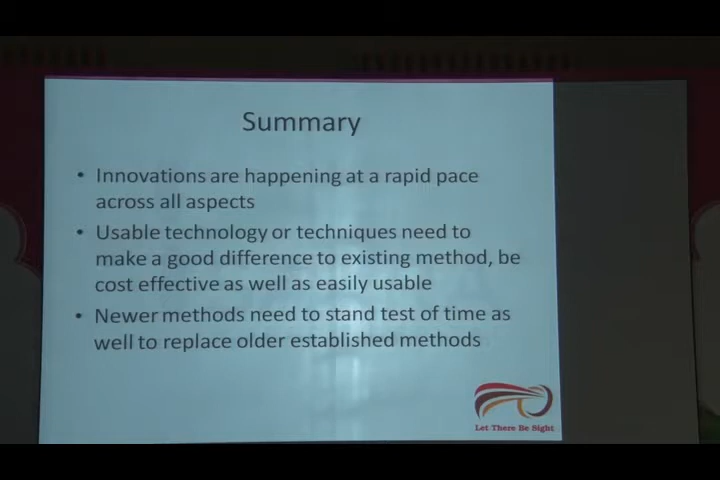 Summary
• Innovations are happening at a rapid pace
across all aspects
• Usable technology or techniques need to
make a good difference to existing method, be
cost effective as well as easily usable
• Newer methods need to stand test of time as
well to replace older established methods
Let There Be Sight